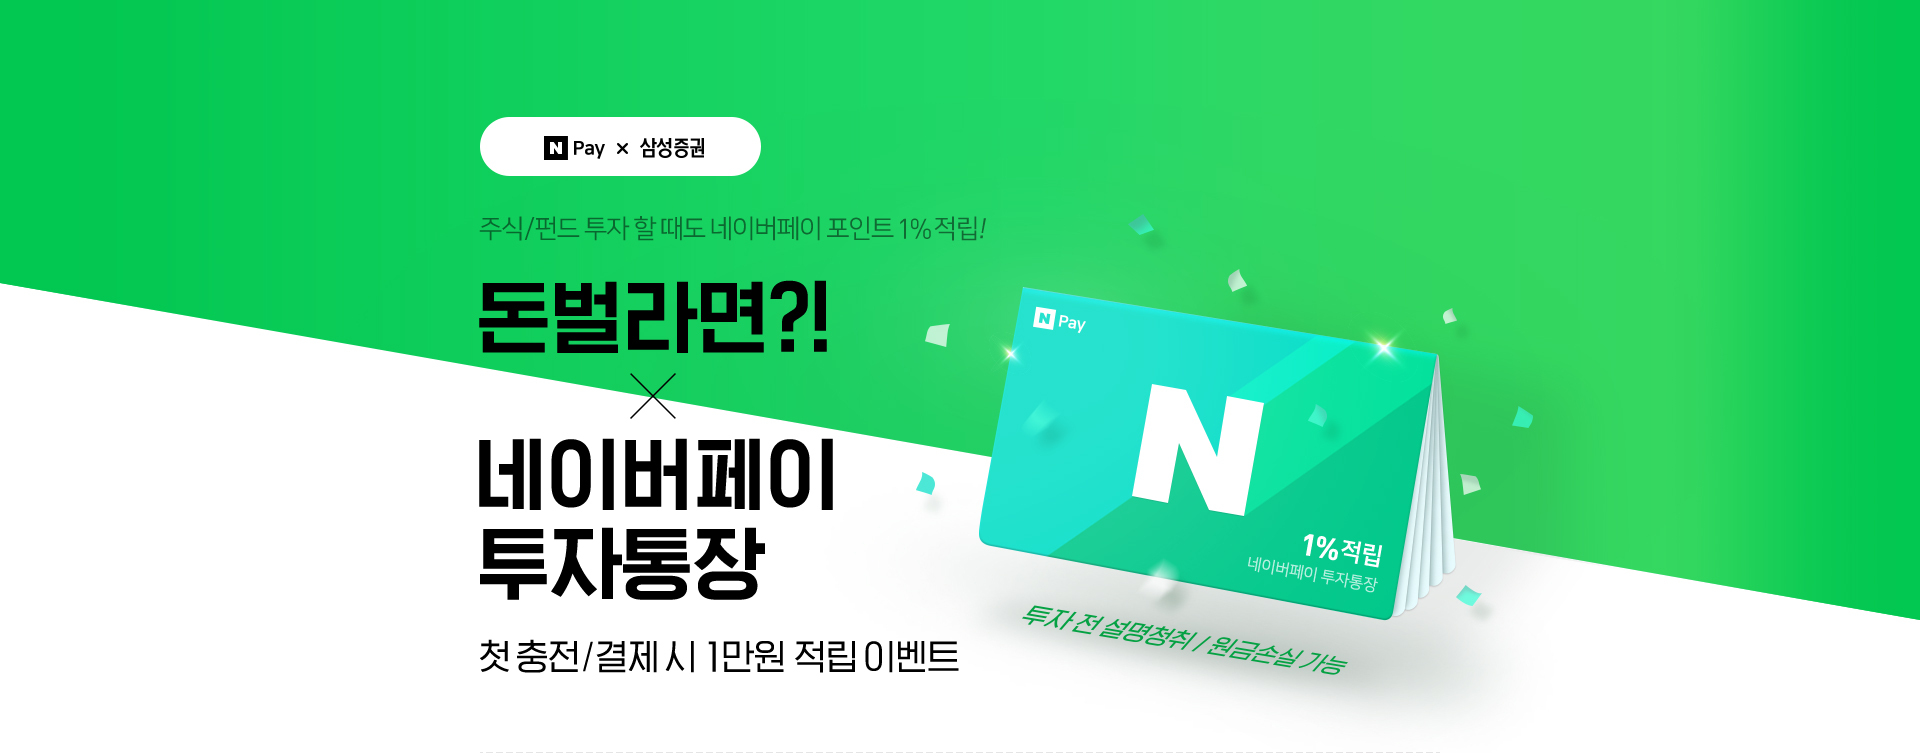 N Pay × 삼성증권
주식/펀드 투자 할 때도 네이버페이 포인트 1% 적립!
돈벌라면?!
×
네이버페이
투자통장
첫 충전/결제 시 1만원 적립 이벤트
N Pay
N
1% 적립
네이버페이 투자통장
투자 전 설명청취 / 원금손실 가능